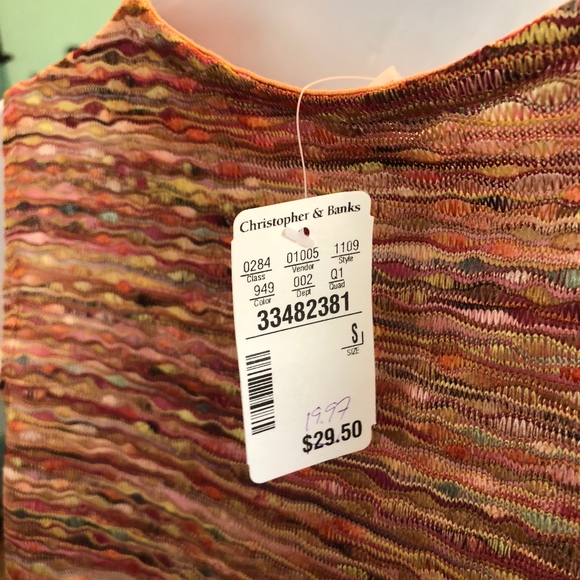 Christopher & Banks
0284 01005 1109
Class Vendor Style
949 002 Q1
Color Dept Quad
33482381
S
SIZE
19.97
$29.50